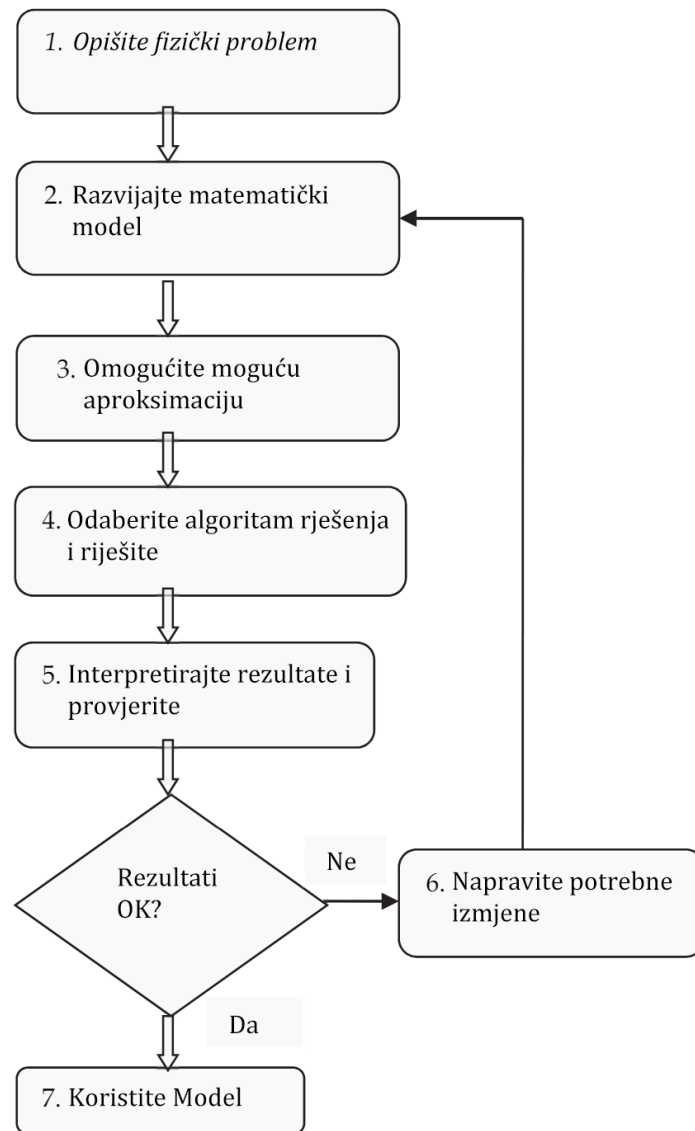 1. Opišite fizički problem
2. Razvijajte matematički
model
3. Omogućite moguću
aproksimaciju
4. Odaberite algoritam rješenja
i riješite
5. Interpretirajte rezultate i
provjerite
Rezultati
OK?
Ne
6. Napravite potrebne
izmjene
Da
7. Koristite Model